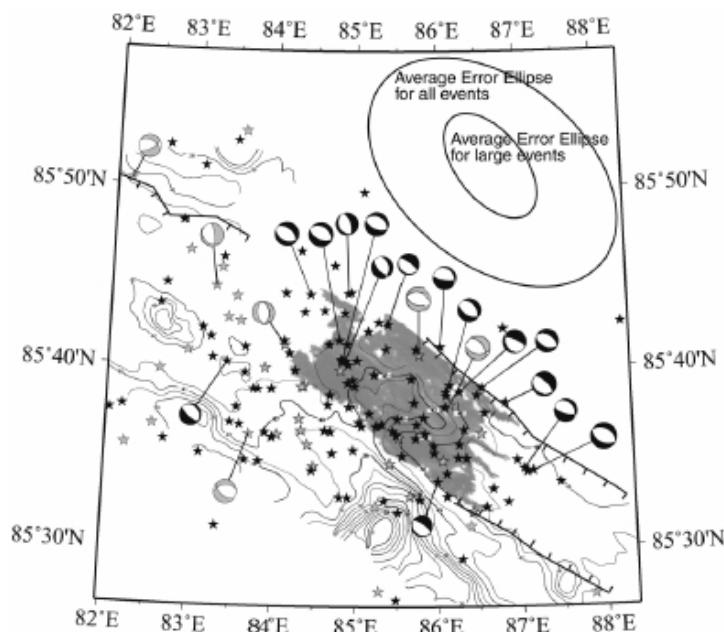 82˚E 83˚E 84˚E 85˚E 86˚E 87˚E 88˚E
Average Error Ellipse
for all events
Average Error Ellipse
for large events
85˚50'N 85˚50'N
85˚40'N 85˚40'N
85˚30'N 85˚30'N
82˚E 83˚E 84˚E 85˚E 86˚E 87˚E 88˚E